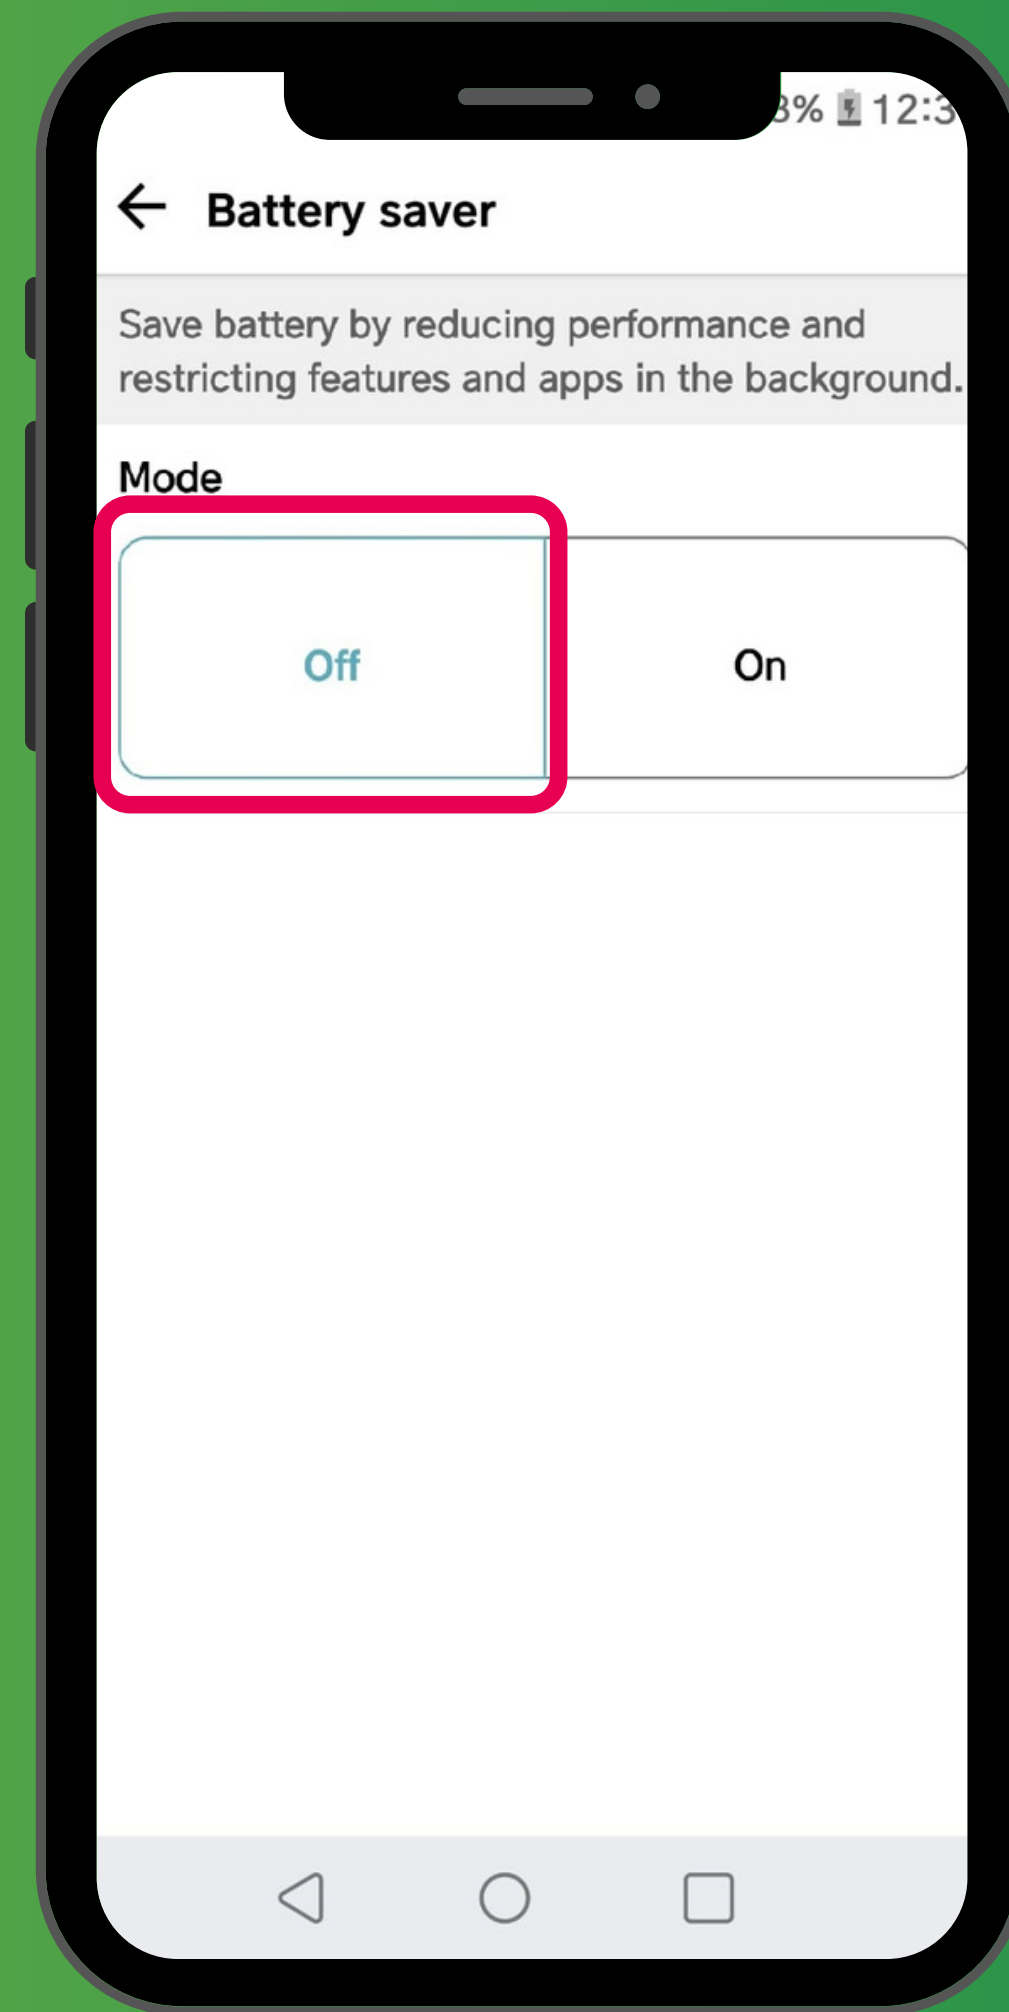 3% 12:3
Battery saver
Save battery by reducing performance and
restricting features and apps in the background.
Mode
Off On